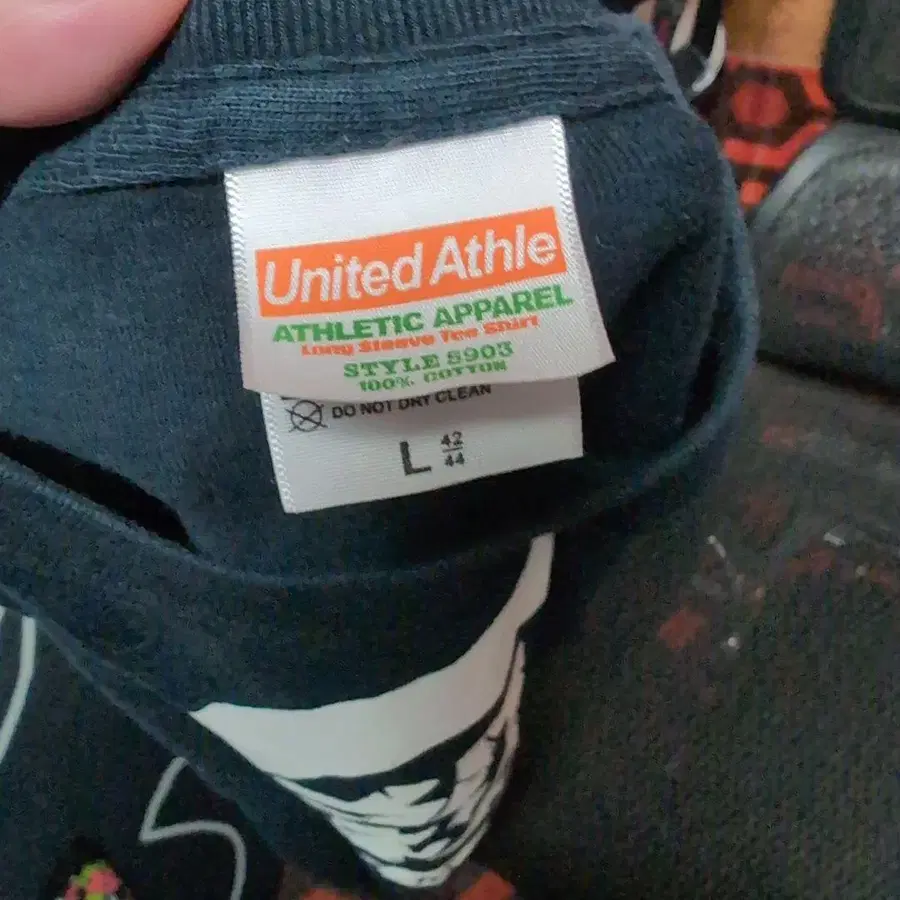 United Athle
ATHLETIC APPAREL
Long Sleeve Tee Shirt
STYLE 5903
100% COTTON
DO NOT DRY CLEAN
L 42
44